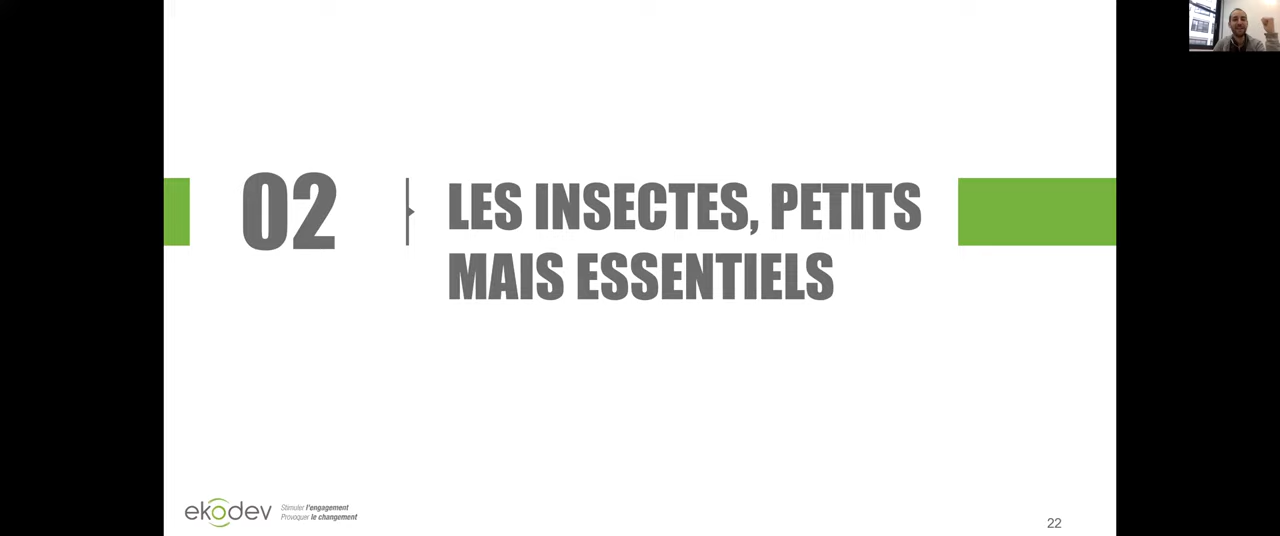 02
LES INSECTES, PETITS
MAIS ESSENTIELS
ekodev
Stimuler l'engagement
Provoquer le changement
22